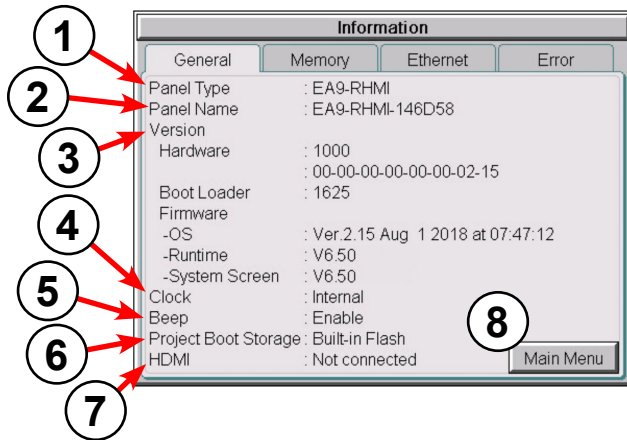 Information
General Memory Ethernet Error
1 Panel Type : EA9-RHMI
2 Panel Name : EA9-RHMI-146D58
3 Version
Hardware : 1000
: 00-00-00-00-00-00-02-15
Boot Loader : 1625
Firmware
-OS : Ver.2.15 Aug 1 2018 at 07:47:12
-Runtime : V6.50
-System Screen : V6.50
4 Clock : Internal
5 Beep : Enable
6 Project Boot Storage : Built-in Flash
7 HDMI : Not connected
8 Main Menu